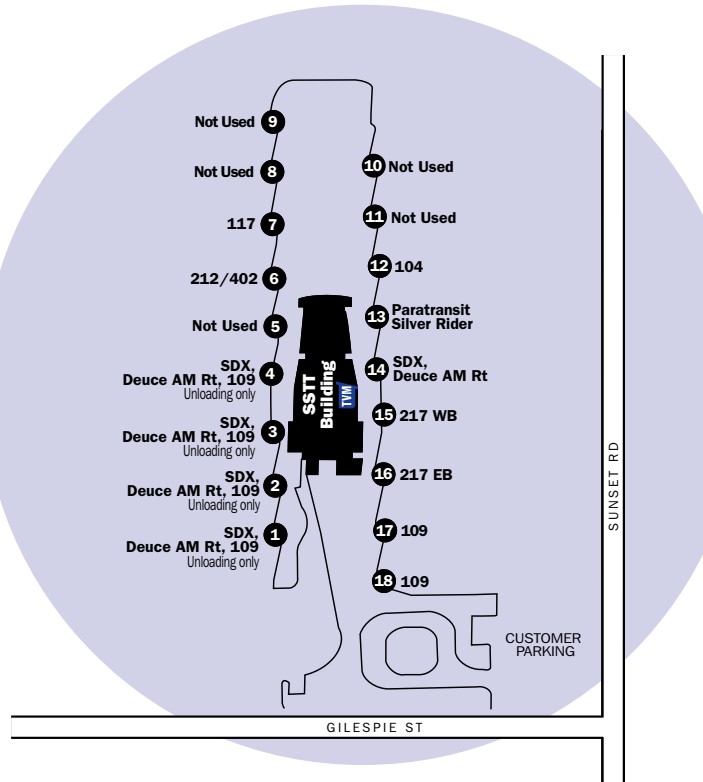 Not Used 9
Not Used 8
117 7
212/402 6
Not Used 5
SDX,
Deuce AM Rt, 109
Unloading only
4
SDX,
Deuce AM Rt, 109
Unloading only
3
SDX,
Deuce AM Rt, 109
Unloading only
2
SDX,
Deuce AM Rt, 109
Unloading only
1
SSTT
Building
TVM
10 Not Used
11 Not Used
12 104
13 Paratransit
Silver Rider
14 SDX,
Deuce AM Rt
15 217 WB
16 217 EB
17 109
18 109
CUSTOMER
PARKING
SUNSET RD
GILESPIE ST